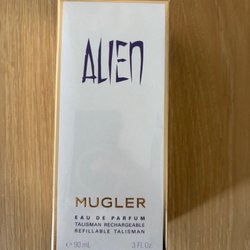 ALIEN
MUGLER
EAU DE PARFUM
TALISMAN RECHARGEABLE
REFILLABLE TALISMAN
℮ 90 mL 3 Fl.Oz